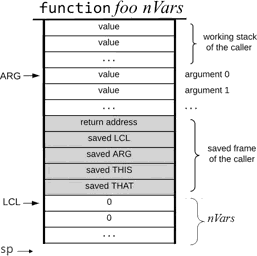 function foo nVars
value
value
...
working stack
of the caller
ARG
value
argument 0
value
argument 1
...
...
return address
saved LCL
saved ARG
saved THIS
saved THAT
saved frame
of the caller
LCL
0
0
...
nVars
sp